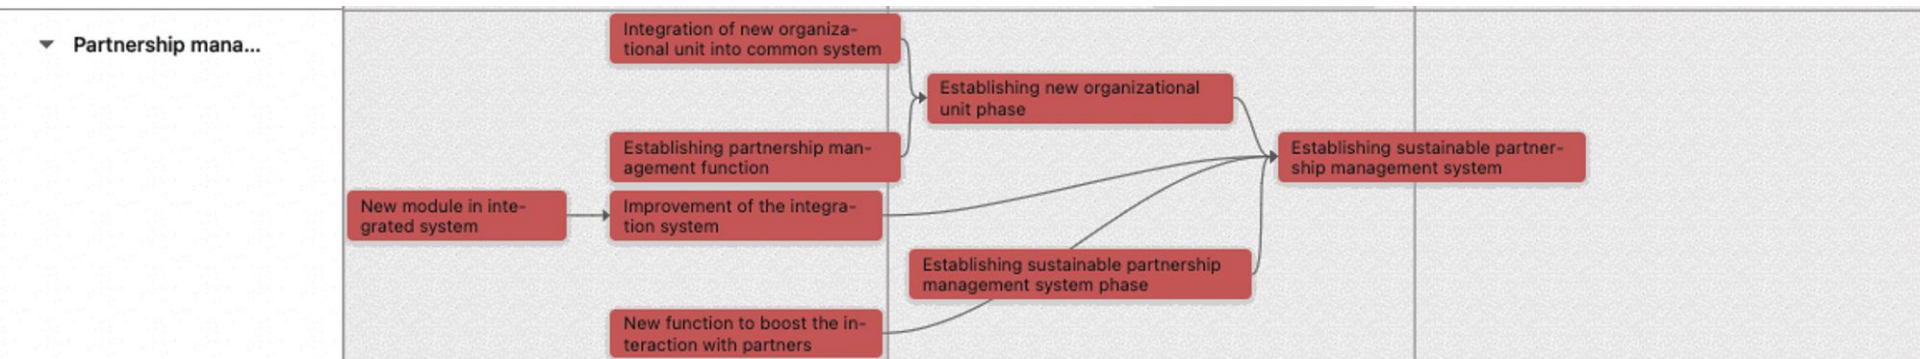 Partnership mana...
Integration of new organiza-
tional unit into common system
Establishing new organizational
unit phase
Establishing partnership man-
agement function
Establishing sustainable partner-
ship management system
New module in inte-
grated system
Improvement of the integra-
tion system
Establishing sustainable partnership
management system phase
New function to boost the in-
teraction with partners